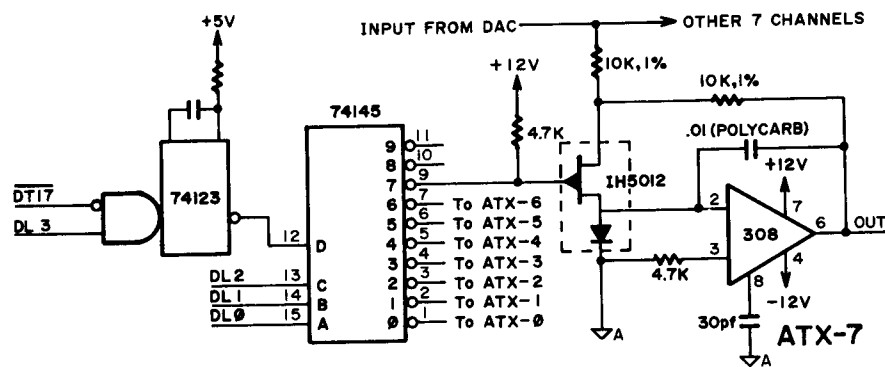 +5V
INPUT FROM DAC
OTHER 7 CHANNELS
+12V
10K,1%
10K,1%
74145
4.7K
.01 (POLYCARB)
74123
9 11
8 10
7 9
6 7 To ATX-6
5 6 To ATX-5
4 5 To ATX-4
3 4 To ATX-3
2 3 To ATX-2
1 2 To ATX-1
0 1 To ATX-0
IH5012
+12V
DT17
DL3
12 D
DL2 13 C
DL1 14 B
DL0 15 A
2
7
308
6 OUT
3
4
4.7K
8
-12V
30pf
A
A
ATX-7